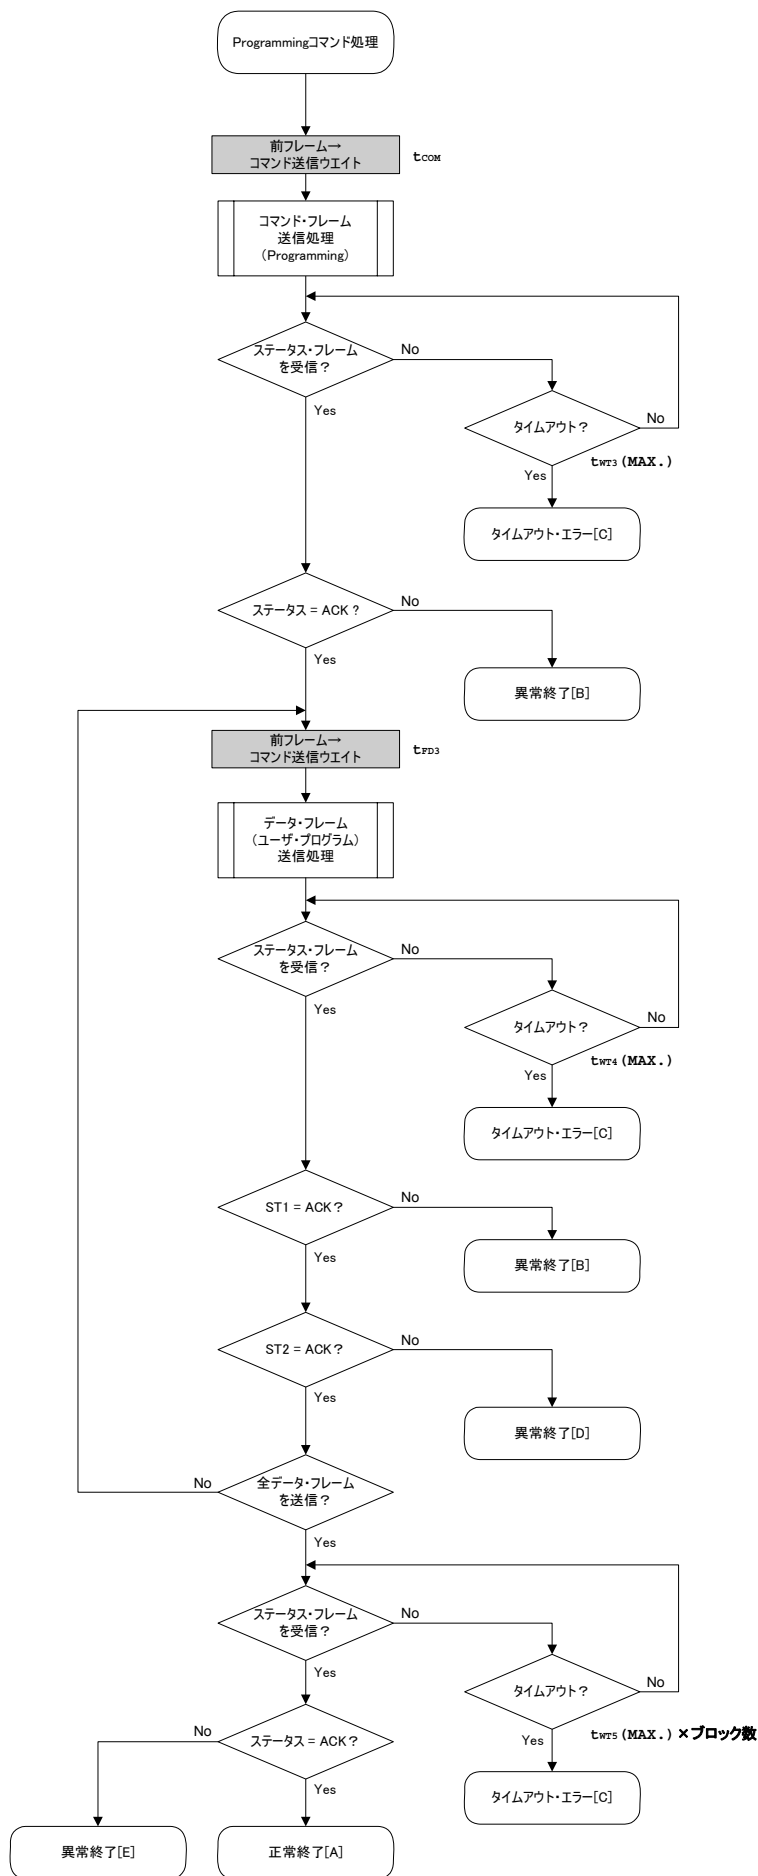 Programmingコマンド処理
前フレーム→
コマンド送信ウエイト
tCOM
コマンド・フレーム
送信処理
（Programming）
ステータス・フレーム
を受信？
No
Yes
タイムアウト？
No
tWT3(MAX.)
Yes
タイムアウト・エラー[C]
ステータス = ACK ?
No
Yes
異常終了[B]
前フレーム→
コマンド送信ウエイト
tFD3
データ・フレーム
（ユーザ・プログラム）
送信処理
ステータス・フレーム
を受信？
No
Yes
タイムアウト？
No
tWT4(MAX.)
Yes
タイムアウト・エラー[C]
ST1 = ACK？
No
Yes
異常終了[B]
ST2 = ACK？
No
Yes
異常終了[D]
全データ・フレーム
を送信？
No
Yes
ステータス・フレーム
を受信？
No
Yes
タイムアウト？
No
tWT5(MAX.)×ブロック数
Yes
タイムアウト・エラー[C]
ステータス = ACK？
No
Yes
異常終了[E]
正常終了[A]